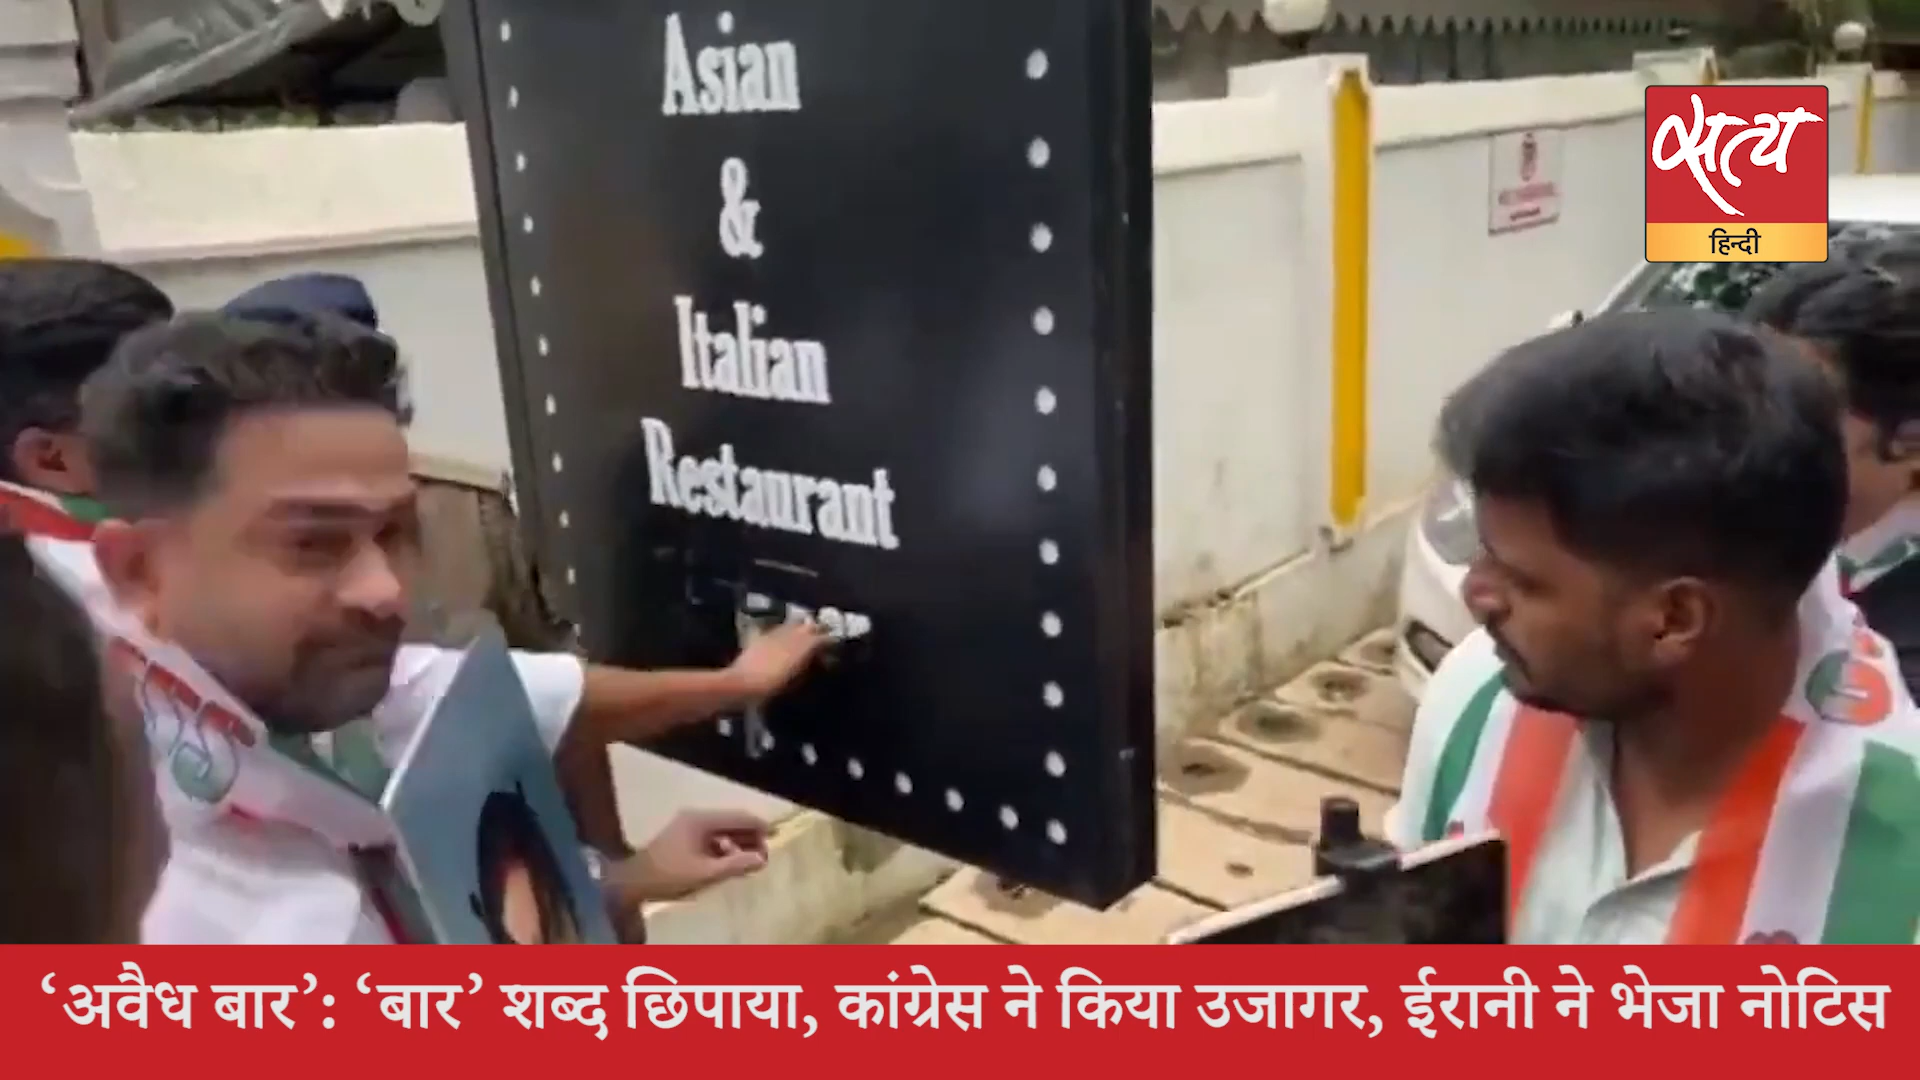 Asian
&
Italian
Restaurant
सत्य
हिन्दी
‘अवैध बार’: ‘बार’ शब्द छिपाया, कांग्रेस ने किया उजागर, ईरानी ने भेजा नोटिस